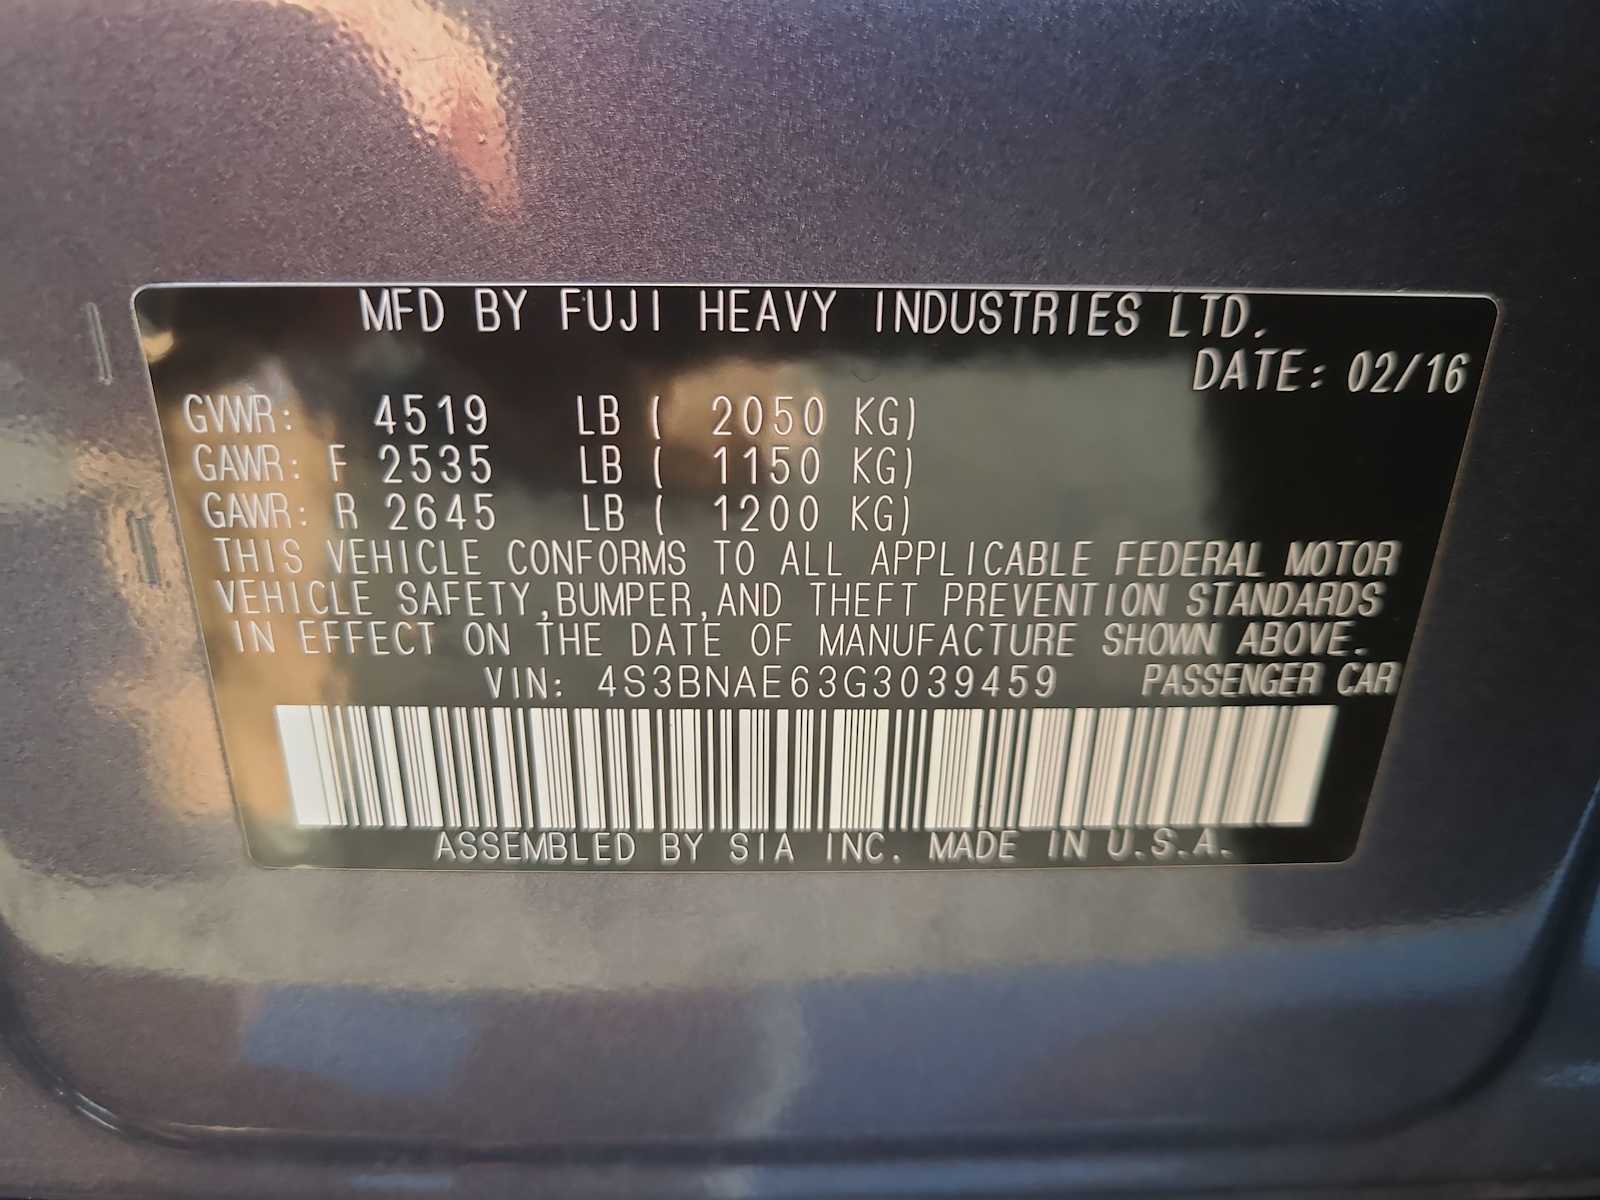 MFD BY FUJI HEAVY INDUSTRIES LTD.
DATE: 02/16
GVWR: 4519 LB ( 2050 KG)
GAWR: F 2535 LB ( 1150 KG)
GAWR: R 2645 LB ( 1200 KG)
THIS VEHICLE CONFORMS TO ALL APPLICABLE FEDERAL MOTOR
VEHICLE SAFETY,BUMPER,AND THEFT PREVENTION STANDARDS
IN EFFECT ON THE DATE OF MANUFACTURE SHOWN ABOVE.
VIN: 4S3BNAE63G3039459 PASSENGER CAR
ASSEMBLED BY SIA INC. MADE IN U.S.A.